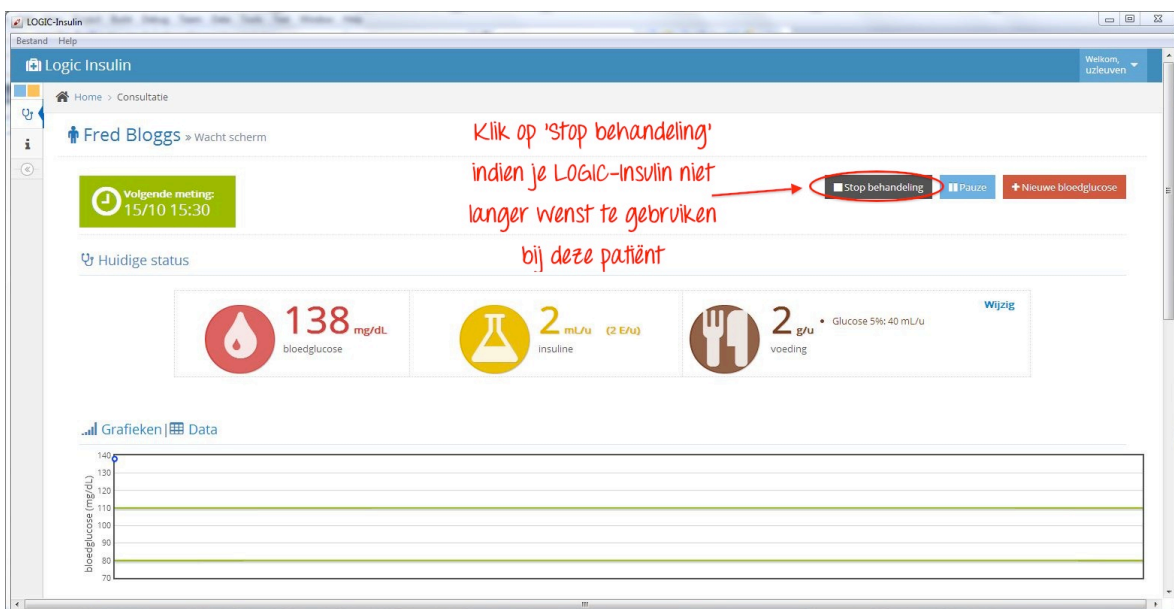 LOGIC-Insulin
Bestand Help
Logic Insulin
Welkom,
uzleuven
Home > Consultatie
Fred Bloggs » Wacht scherm
Klik op 'Stop behandeling'
indien je LOGIC-Insulin niet
langer wenst te gebruiken
bij deze patiënt
Volgende meting:
15/10 15:30
Stop behandeling
Pauze
Nieuwe bloedglucose
Huidige status
138 mg/dL
bloedglucose
2 mL/u (2 E/u)
insuline
2 g/u
voeding
• Glucose 5%: 40 mL/u
Wijzig
Grafieken | Data
bloedglucose (mg/dL)
140
130
120
110
100
90
80
70